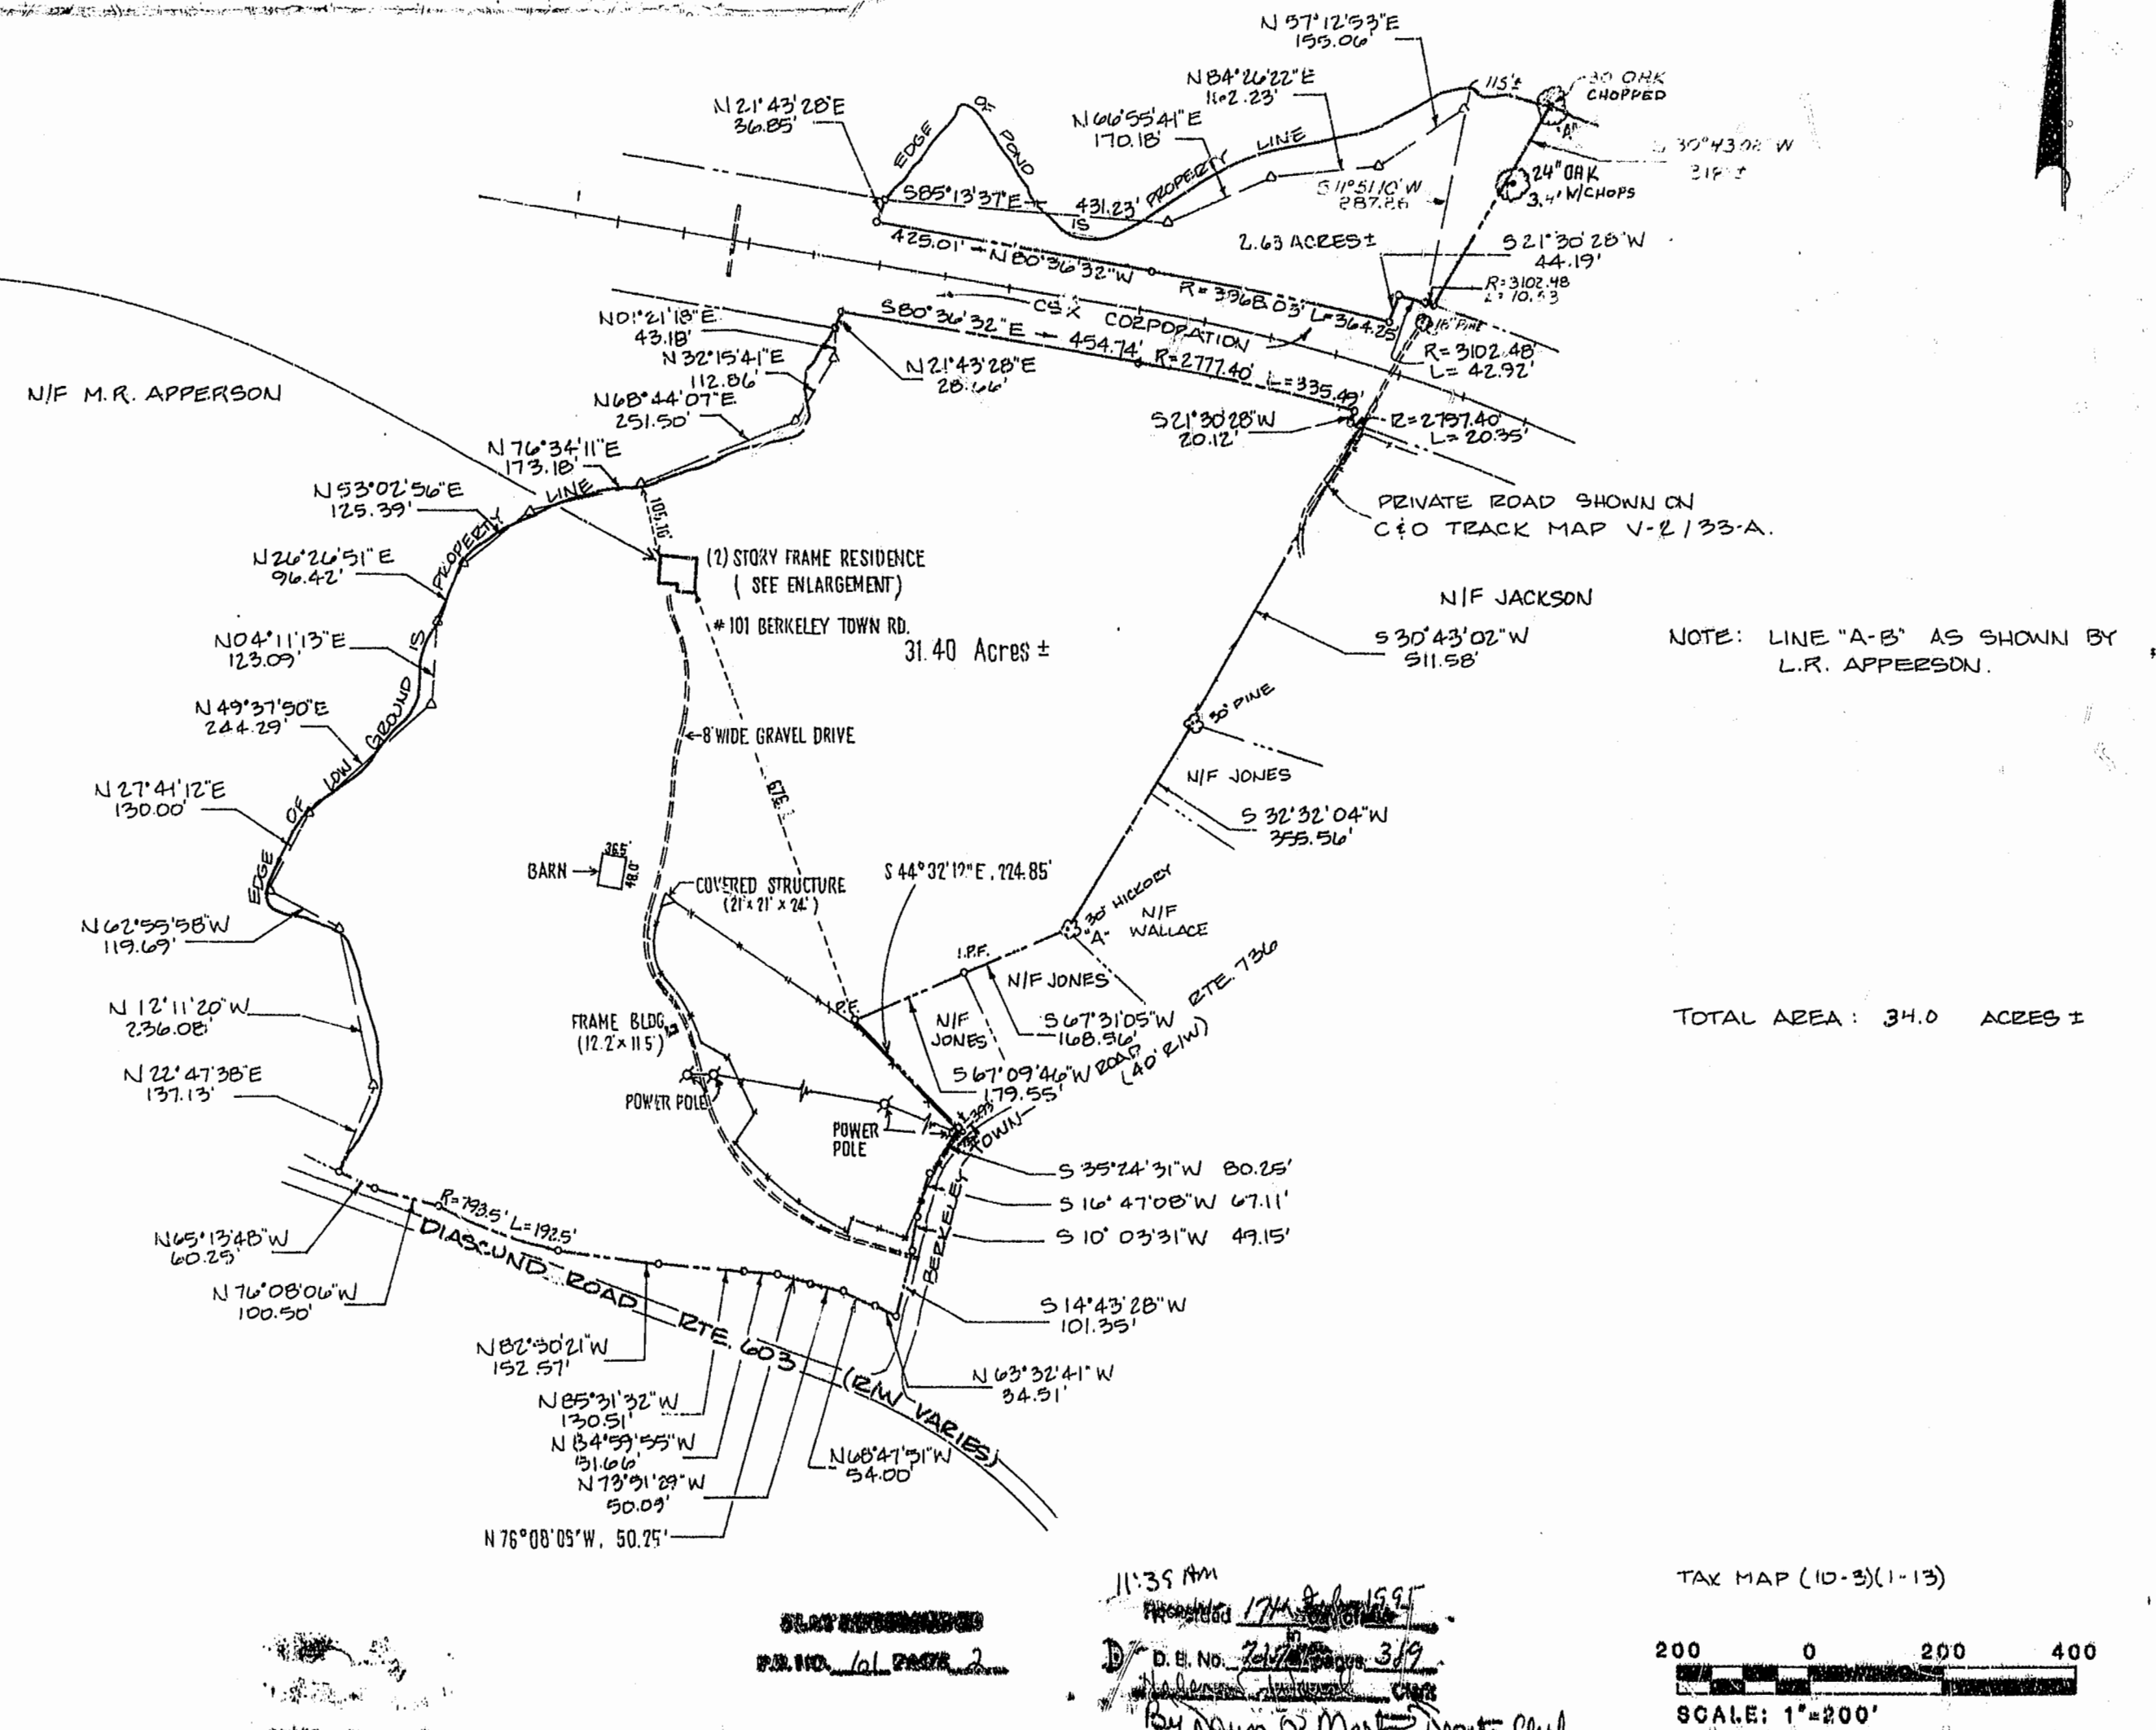 N 57°12'53"E
155.06'
N 84°26'22"E
162.23'
115'±
30 OAK
CHOPPED
"A"
N 21°43'28"E
36.85'
EDGE OF POND
IS PROPERTY LINE
N 66°55'41"E
170.18'
S 30°43'02"W
318'±
24" OAK
3.4' N/CHOPS
S 11°51'10"W
287.26
S 85°13'37"E
431.23'
425.01' N 80°36'32"W
2.63 ACRES±
S 21°30'28"W
44.19'
R=3102.48
L=10.53
R=3368.03' L=364.25'
CSX CORPORATION
18" PINE
N 01°21'18"E
43.18'
S 80°36'32"E 454.74' R=2777.40' L=335.49'
R=3102.48'
L=42.92'
N 32°15'41"E
112.86'
N 21°43'28"E
28.66'
N/F M.R. APPERSON
N 68°44'07"E
251.50'
S 21°30'28"W
20.12'
R=2757.40'
L=20.35'
N 76°34'11"E
173.18'
N 53°02'56"E
125.39'
PRIVATE ROAD SHOWN ON
C&O TRACK MAP V-2/33-A.
105.16'
N 26°26'51"E
96.42'
(2) STORY FRAME RESIDENCE
( SEE ENLARGEMENT)
N/F JACKSON
# 101 BERKELEY TOWN RD.
31.40 Acres ±
S 30°43'02"W
511.58'
NOTE: LINE "A-B" AS SHOWN BY
L.R. APPERSON.
N 04°11'13"E
123.09'
EDGE OF LOW GROUND IS PROPERTY LINE
N 49°37'50"E
244.29'
30" PINE
8' WIDE GRAVEL DRIVE
N/F JONES
N 27°41'12"E
130.00'
S 32°32'04"W
355.56'
BARN
36.5'
48.0'
COVERED STRUCTURE
(21' x 21' x 24')
S 44°32'19"E, 224.85'
30" HICKORY
"A"
N/F
WALLACE
N 62°55'58"W
119.69'
I.P.F.
N/F JONES
I.P.F.
N 12°11'20"W
236.08'
FRAME BLDG.
(12.2' x 11.5')
N/F
JONES
S 67°31'05"W
168.56'
BERKELEY TOWN ROAD RTE. 736
(40' R/W)
N 22°47'38"E
137.13'
S 67°09'46"W
179.55'
POWER POLE
POWER
POLE
S 35°24'31"W 80.25'
S 16°47'08"W 67.11'
S 10°03'31"W 49.15'
TOTAL AREA: 34.0 ACRES ±
R=793.5' L=192.5'
N 65°13'48"W
60.25'
N 76°08'06"W
100.50'
DIASCUND ROAD RTE. 603 (R/W VARIES)
S 14°43'28"W
101.35'
N 82°30'21"W
152.57'
N 63°32'41"W
34.51'
N 85°31'32"W
130.51'
N 84°59'55"W
51.66'
N 68°47'51"W
54.00'
N 73°51'29"W
50.09'
N 76°08'05"W, 50.25'
11:39 AM
17th 1995
TAX MAP (10-3)(1-13)
P.B. NO. 101 PAGE 2
D.B. No. 389
200 0 200 400
SCALE: 1"=200'
By